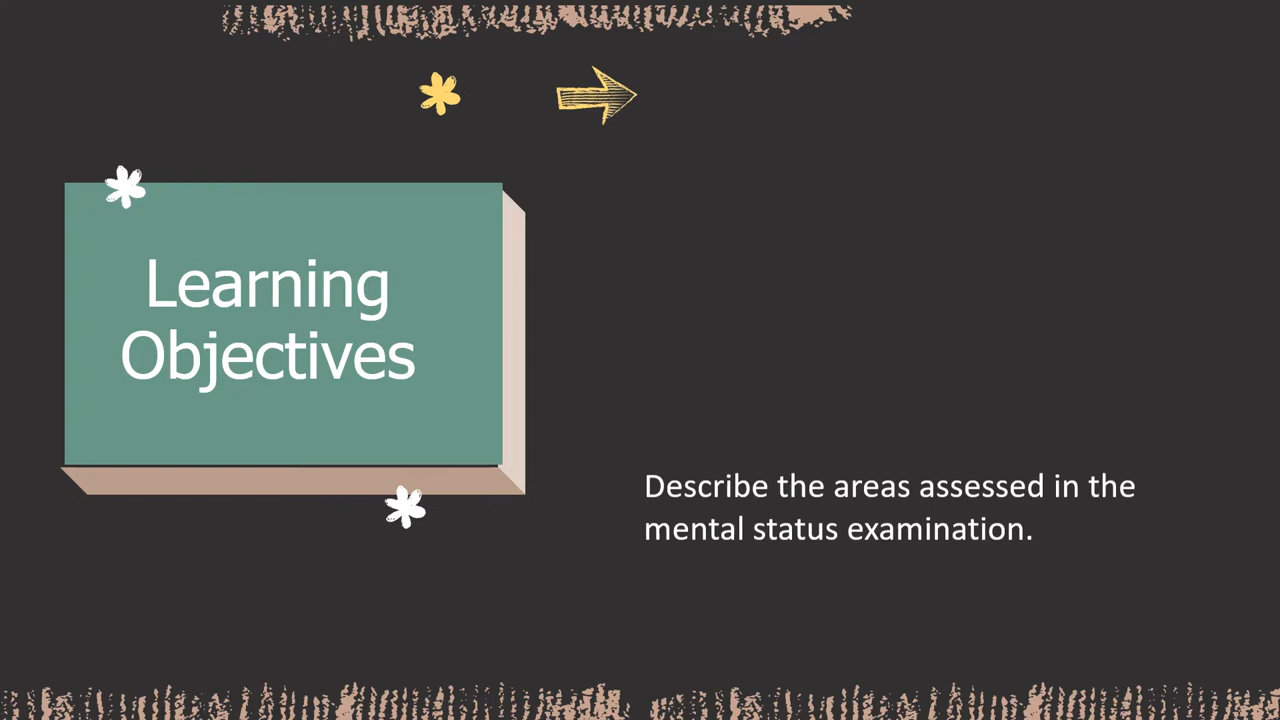 Learning
Objectives
Describe the areas assessed in the
mental status examination.